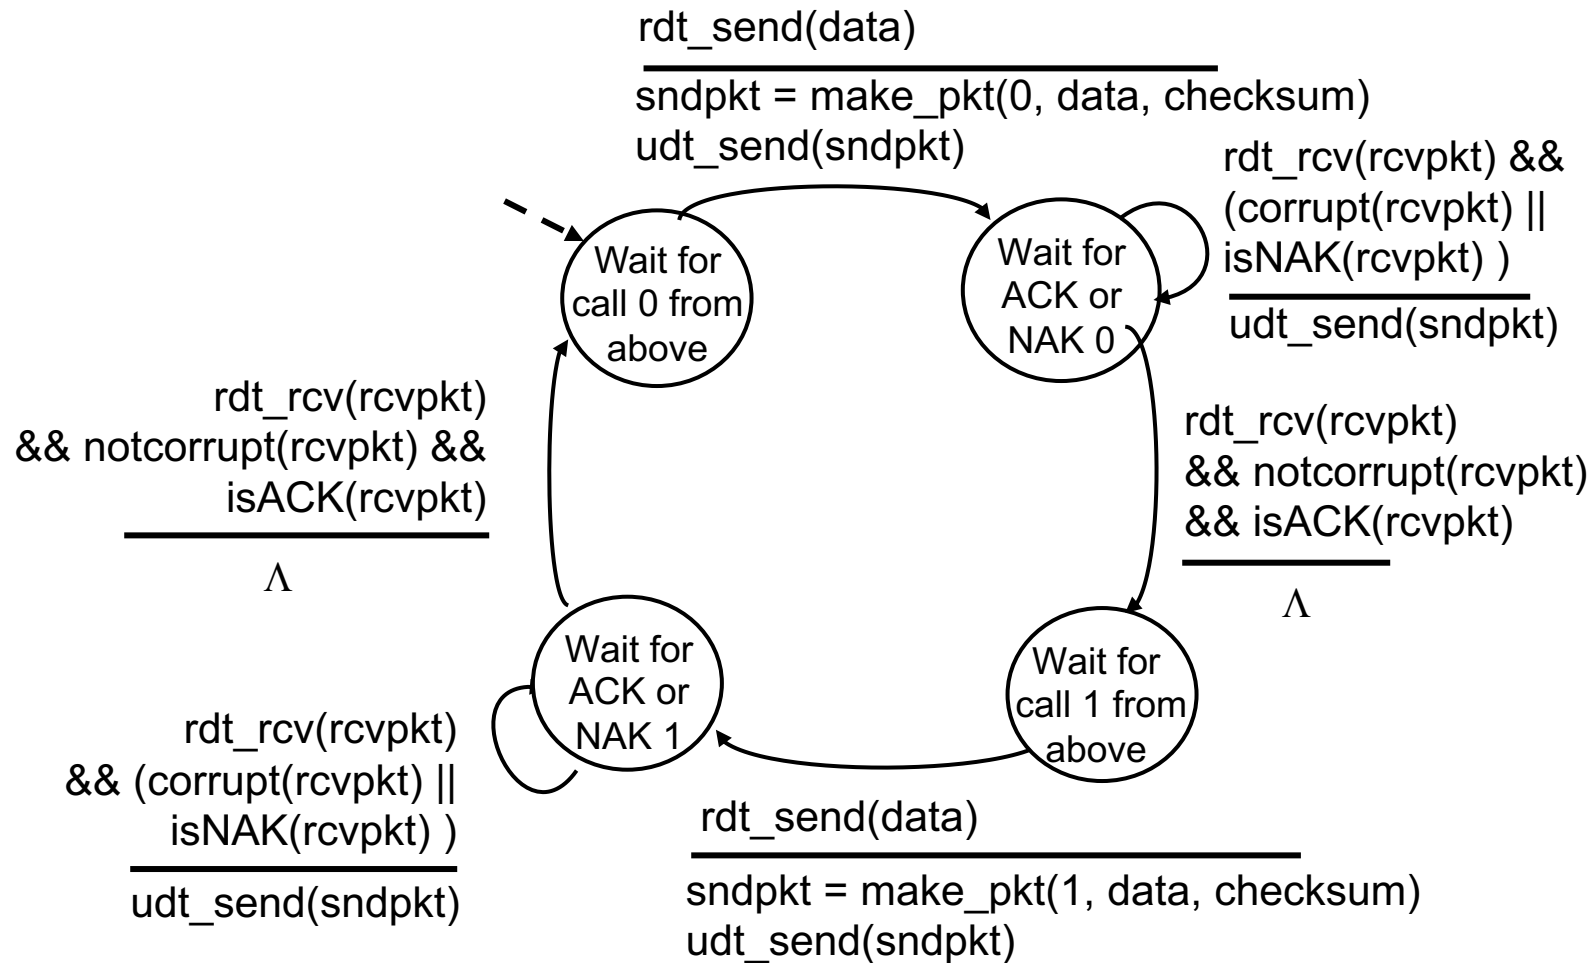 rdt_send(data)
sndpkt = make_pkt(0, data, checksum)
udt_send(sndpkt)
rdt_rcv(rcvpkt) &&
(corrupt(rcvpkt) ||
isNAK(rcvpkt) )
udt_send(sndpkt)
Wait for
call 0 from
above
Wait for
ACK or
NAK 0
rdt_rcv(rcvpkt)
&& notcorrupt(rcvpkt) &&
isACK(rcvpkt)
Λ
rdt_rcv(rcvpkt)
&& notcorrupt(rcvpkt)
&& isACK(rcvpkt)
Λ
Wait for
ACK or
NAK 1
Wait for
call 1 from
above
rdt_rcv(rcvpkt)
&& (corrupt(rcvpkt) ||
isNAK(rcvpkt) )
udt_send(sndpkt)
rdt_send(data)
sndpkt = make_pkt(1, data, checksum)
udt_send(sndpkt)